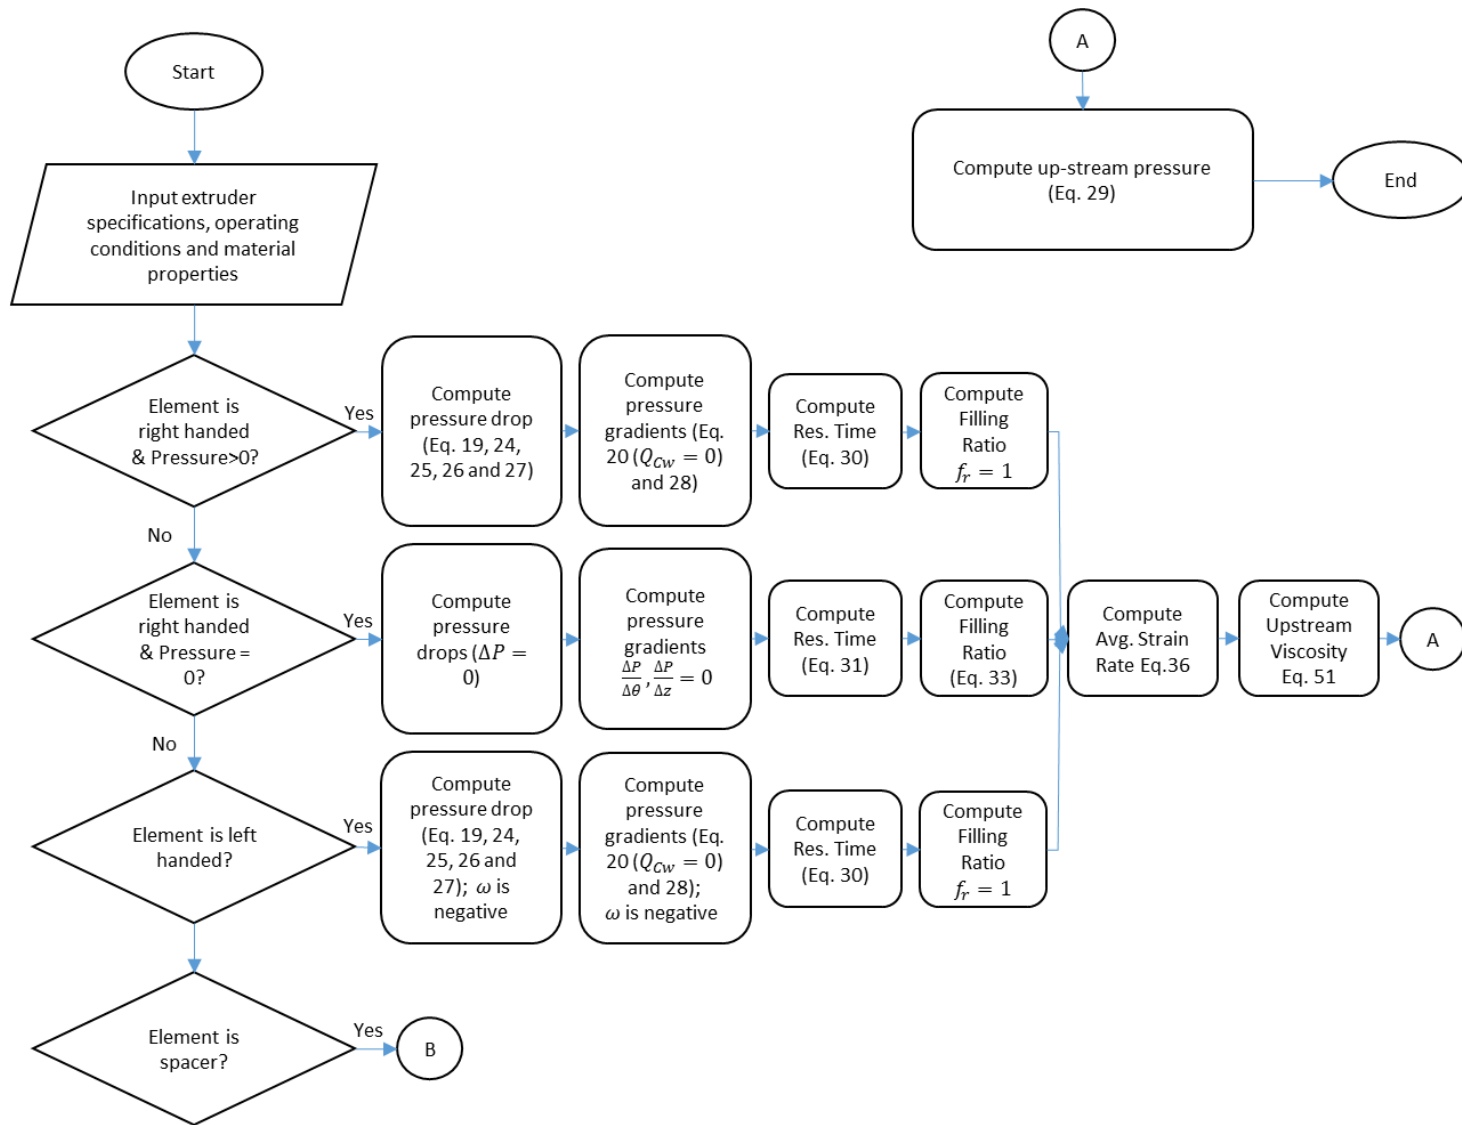 Start
Input extruder
specifications, operating
conditions and material
properties
A
Compute up-stream pressure
(Eq. 29)
End
Element is
right handed
& Pressure>0?
Yes
Compute
pressure drop
(Eq. 19, 24,
25, 26 and 27)
Compute
pressure
gradients (Eq.
20 (Q_{Cw} = 0)
and 28)
Compute
Res. Time
(Eq. 30)
Compute
Filling
Ratio
f_r = 1
No
Element is
right handed
& Pressure =
0?
Yes
Compute
pressure
drops (ΔP =
0)
Compute
pressure
gradients
ΔP/Δθ, ΔP/Δz = 0
Compute
Res. Time
(Eq. 31)
Compute
Filling
Ratio
(Eq. 33)
Compute
Avg. Strain
Rate Eq.36
Compute
Upstream
Viscosity
Eq. 51
A
No
Element is left
handed?
Yes
Compute
pressure drop
(Eq. 19, 24,
25, 26 and
27); ω is
negative
Compute
pressure
gradients (Eq.
20 (Q_{Cw} = 0)
and 28);
ω is negative
Compute
Res. Time
(Eq. 30)
Compute
Filling
Ratio
f_r = 1
Element is
spacer?
Yes
B